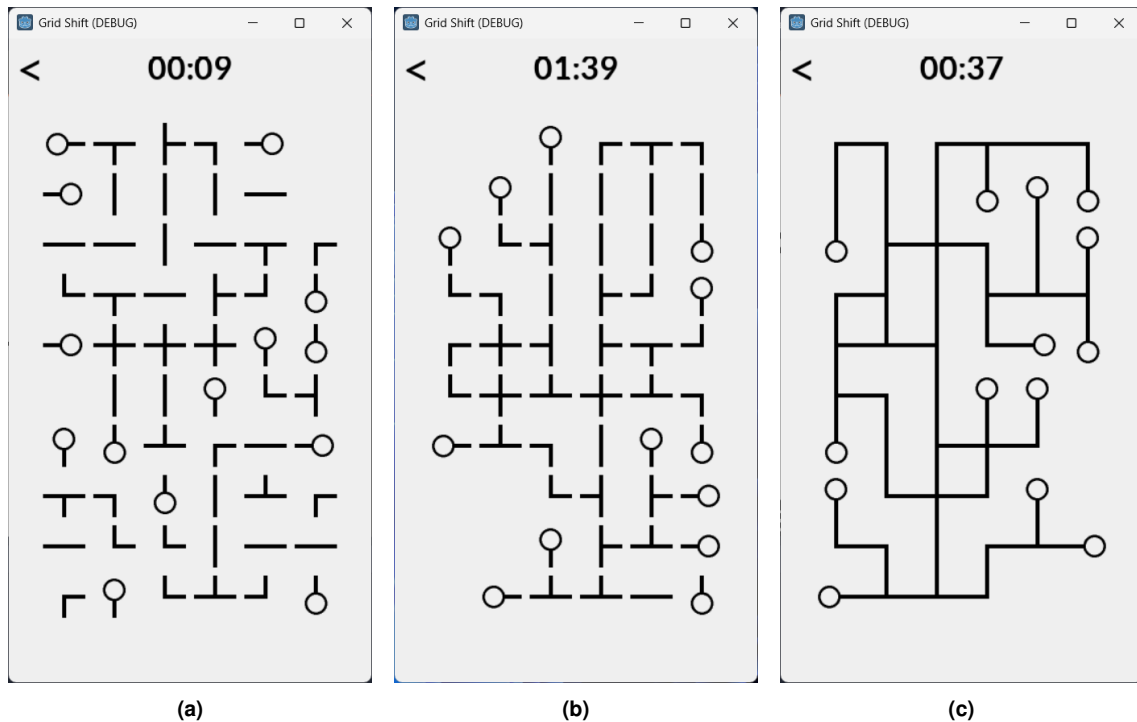 Grid Shift (DEBUG)
< 00:09
(a)
Grid Shift (DEBUG)
< 01:39
(b)
Grid Shift (DEBUG)
< 00:37
(c)